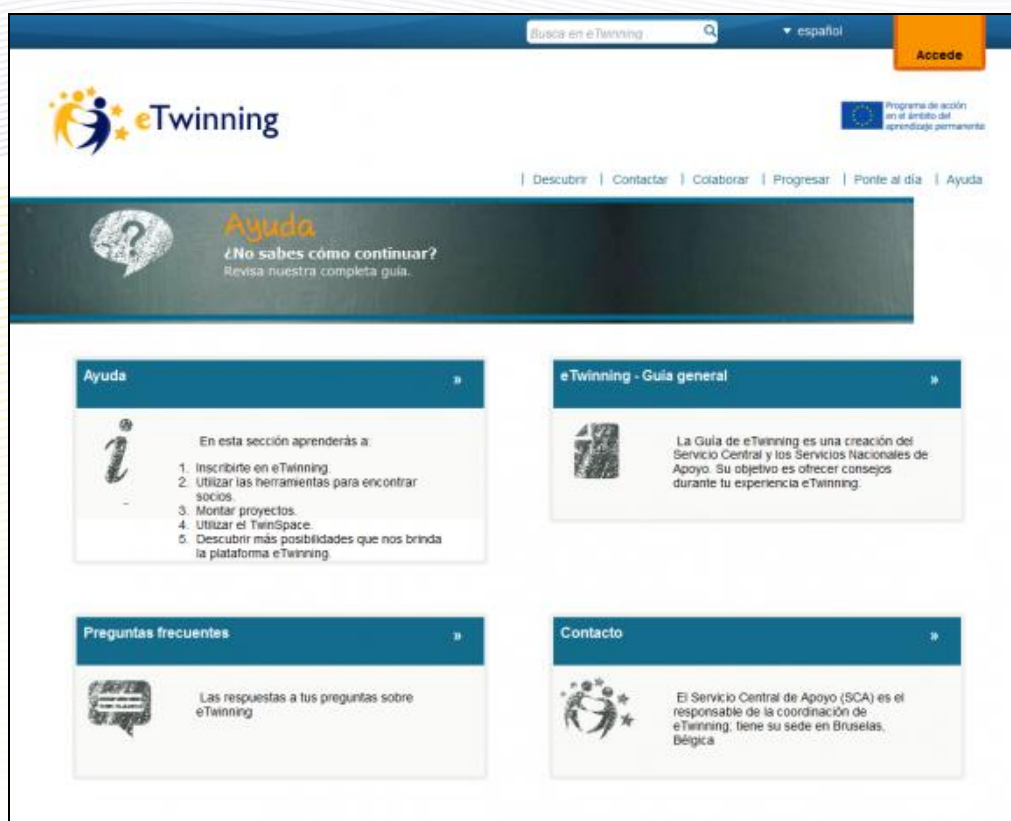 Busca en eTwinning
español
Accede
eTwinning
Programa de acción
en el ámbito del
aprendizaje permanente
| Descubrir | Contactar | Colaborar | Progresar | Ponte al día | Ayuda
Ayuda
¿No sabes cómo continuar?
Revisa nuestra completa guía.
Ayuda »
En esta sección aprenderás a:
1. Inscribirte en eTwinning.
2. Utilizar las herramientas para encontrar
socios.
3. Montar proyectos.
4. Utilizar el TwinSpace.
5. Descubrir más posibilidades que nos brinda
la plataforma eTwinning.
eTwinning - Guía general »
La Guía de eTwinning es una creación del
Servicio Central y los Servicios Nacionales de
Apoyo. Su objetivo es ofrecer consejos
durante tu experiencia eTwinning.
Preguntas frecuentes »
Las respuestas a tus preguntas sobre
eTwinning
Contacto »
El Servicio Central de Apoyo (SCA) es el
responsable de la coordinación de
eTwinning; tiene su sede en Bruselas,
Bélgica